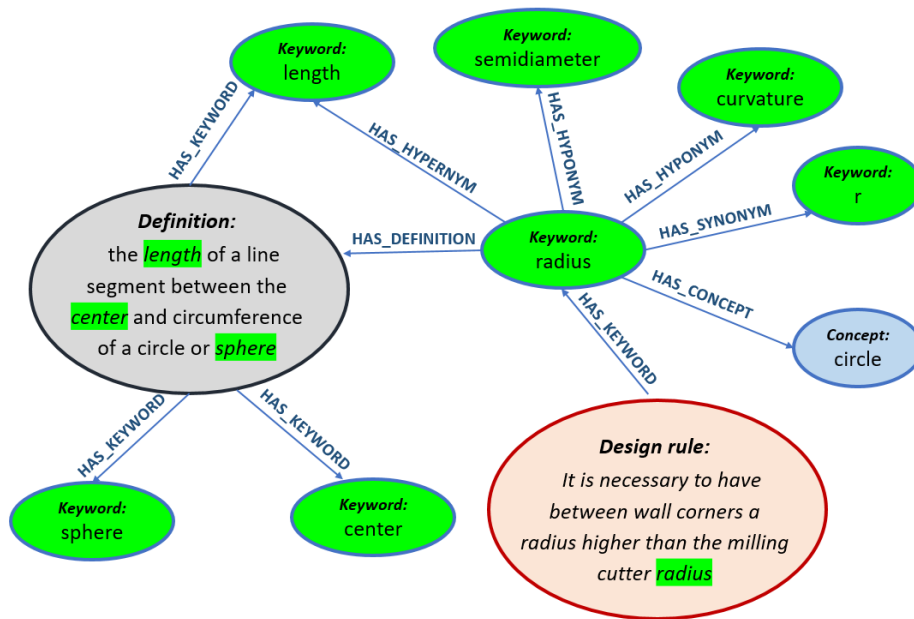 Keyword:
length
Keyword:
semidiameter
Keyword:
curvature
HAS_KEYWORD
HAS_HYPERNYM
HAS_HYPONYM
HAS_HYPONYM
Keyword:
r
HAS_SYNONYM
Definition:
the length of a line
segment between the
center and circumference
of a circle or sphere
HAS_DEFINITION
Keyword:
radius
HAS_CONCEPT
Concept:
circle
HAS_KEYWORD
HAS_KEYWORD
HAS_KEYWORD
Keyword:
sphere
Keyword:
center
Design rule:
It is necessary to have
between wall corners a
radius higher than the milling
cutter radius